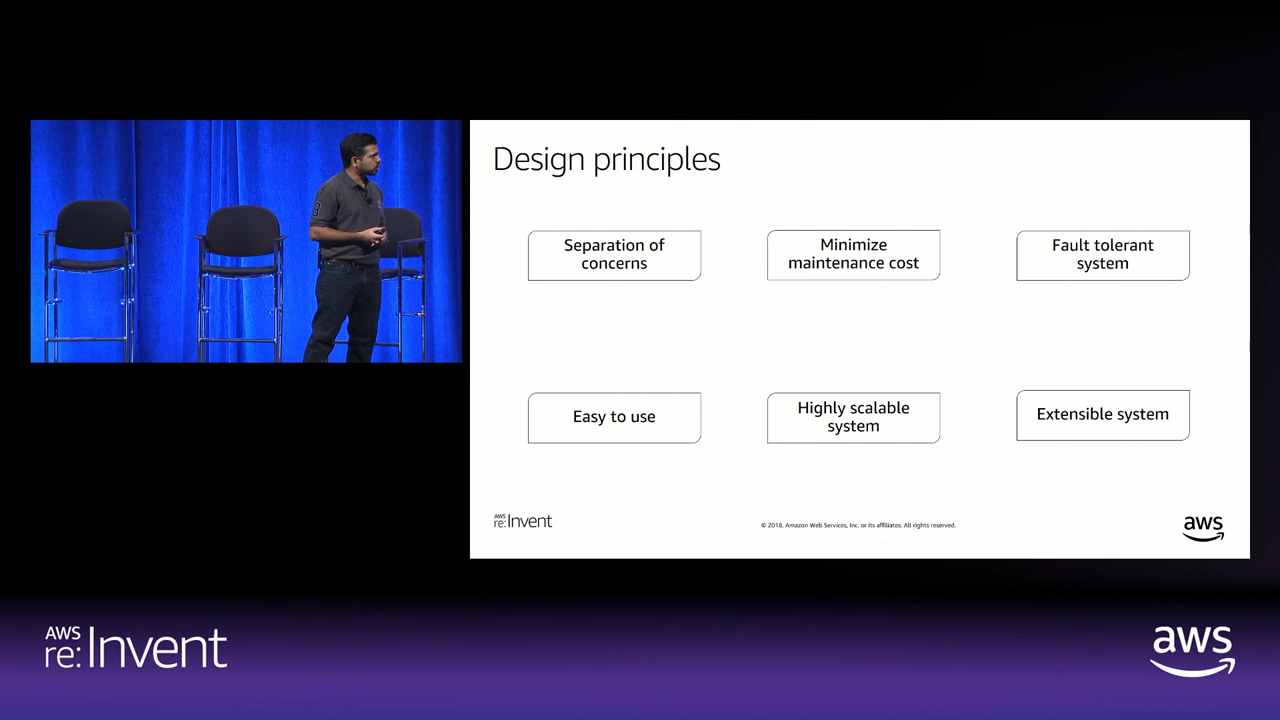 Design principles
Separation of
concerns
Minimize
maintenance cost
Fault tolerant
system
Easy to use
Highly scalable
system
Extensible system
AWS
re:Invent
© 2018, Amazon Web Services, Inc. or its affiliates. All rights reserved.
aws
AWS
re:Invent
aws